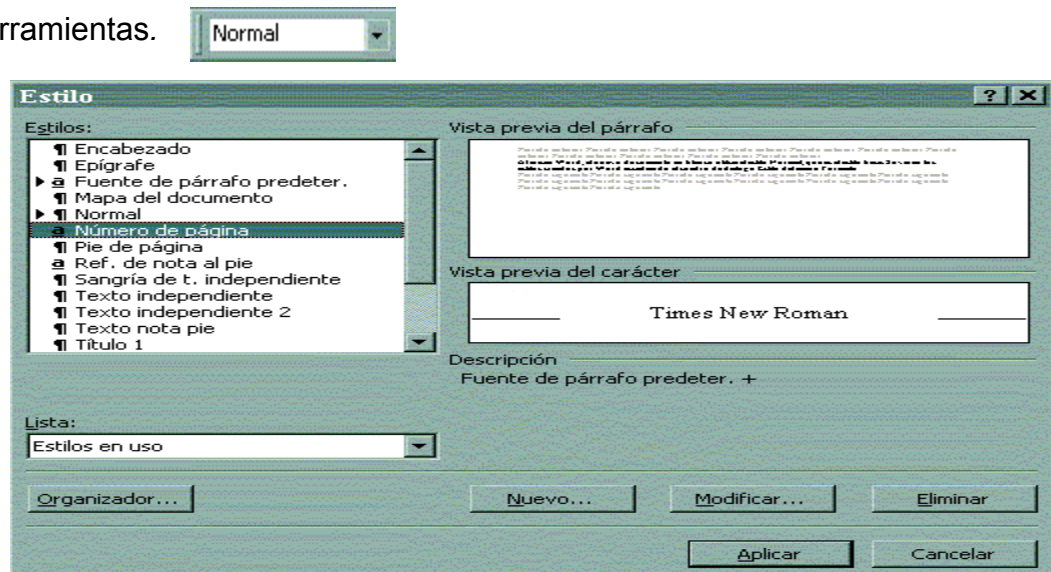 rramientas.
Normal
Estilo
Estilos:
¶ Encabezado
¶ Epígrafe
a Fuente de párrafo predeter.
¶ Mapa del documento
¶ Normal
a Número de página
¶ Pie de página
a Ref. de nota al pie
¶ Sangría de t. independiente
¶ Texto independiente
¶ Texto independiente 2
¶ Texto nota pie
¶ Título 1
Lista:
Estilos en uso
Vista previa del párrafo
Vista previa del carácter
Times New Roman
Descripción
Fuente de párrafo predeter. +
Organizador...
Nuevo...
Modificar...
Eliminar
Aplicar
Cancelar